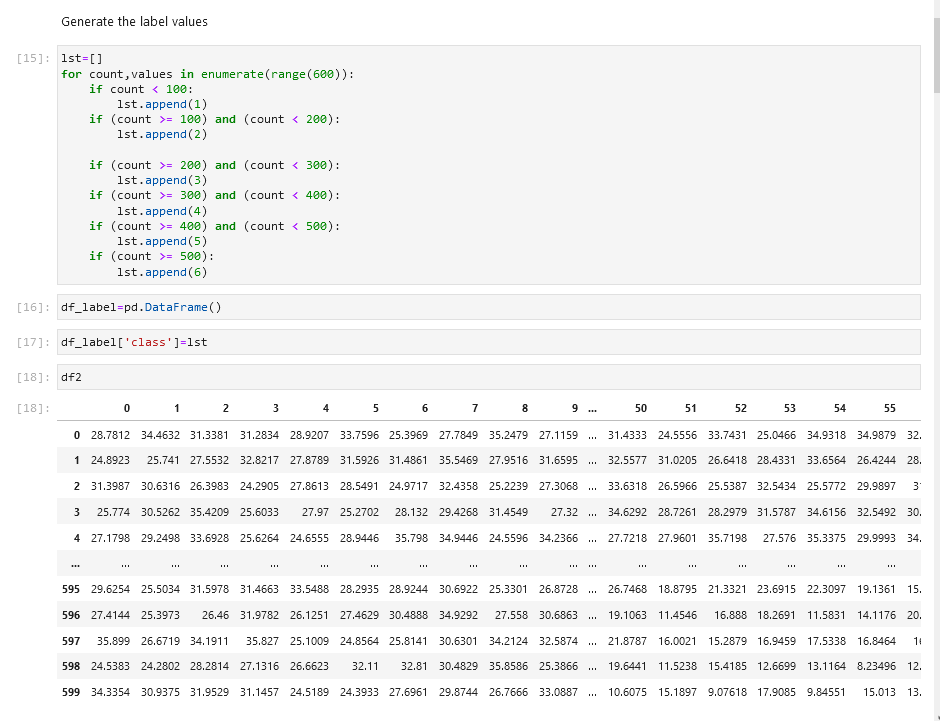 Generate the label values
[15]: lst=[]
for count,values in enumerate(range(600)):
    if count < 100:
        lst.append(1)
    if (count >= 100) and (count < 200):
        lst.append(2)

    if (count >= 200) and (count < 300):
        lst.append(3)
    if (count >= 300) and (count < 400):
        lst.append(4)
    if (count >= 400) and (count < 500):
        lst.append(5)
    if (count >= 500):
        lst.append(6)
[16]: df_label=pd.DataFrame()
[17]: df_label['class']=lst
[18]: df2
[18]: 0 1 2 3 4 5 6 7 8 9 ... 50 51 52 53 54 55
0 28.7812 34.4632 31.3381 31.2834 28.9207 33.7596 25.3969 27.7849 35.2479 27.1159 ... 31.4333 24.5556 33.7431 25.0466 34.9318 34.9879 32.
1 24.8923 25.741 27.5532 32.8217 27.8789 31.5926 31.4861 35.5469 27.9516 31.6595 ... 32.5577 31.0205 26.6418 28.4331 33.6564 26.4244 28.
2 31.3987 30.6316 26.3983 24.2905 27.8613 28.5491 24.9717 32.4358 25.2239 27.3068 ... 33.6318 26.5966 25.5387 32.5434 25.5772 29.9897 3
3 25.774 30.5262 35.4209 25.6033 27.97 25.2702 28.132 29.4268 31.4549 27.32 ... 34.6292 28.7261 28.2979 31.5787 34.6156 32.5492 30.
4 27.1798 29.2498 33.6928 25.6264 24.6555 28.9446 35.798 34.9446 24.5596 34.2366 ... 27.7218 27.9601 35.7198 27.576 35.3375 29.9993 34.
... ... ... ... ... ... ... ... ... ... ... ... ... ... ... ... ... ...
595 29.6254 25.5034 31.5978 31.4663 33.5488 28.2935 28.9244 30.6922 25.3301 26.8728 ... 26.7468 18.8795 21.3321 23.6915 22.3097 19.1361 15.
596 27.4144 25.3973 26.46 31.9782 26.1251 27.4629 30.4888 34.9292 27.558 30.6863 ... 19.1063 11.4546 16.888 18.2691 11.5831 14.1176 20.
597 35.899 26.6719 34.1911 35.827 25.1009 24.8564 25.8141 30.6301 34.2124 32.5874 ... 21.8787 16.0021 15.2879 16.9459 17.5338 16.8464 1
598 24.5383 24.2802 28.2814 27.1316 26.6623 32.11 32.81 30.4829 35.8586 25.3866 ... 19.6441 11.5238 15.4185 12.6699 13.1164 8.23496 12.
599 34.3354 30.9375 31.9529 31.1457 24.5189 24.3933 27.6961 29.8744 26.7666 33.0887 ... 10.6075 15.1897 9.07618 17.9085 9.84551 15.013 13.